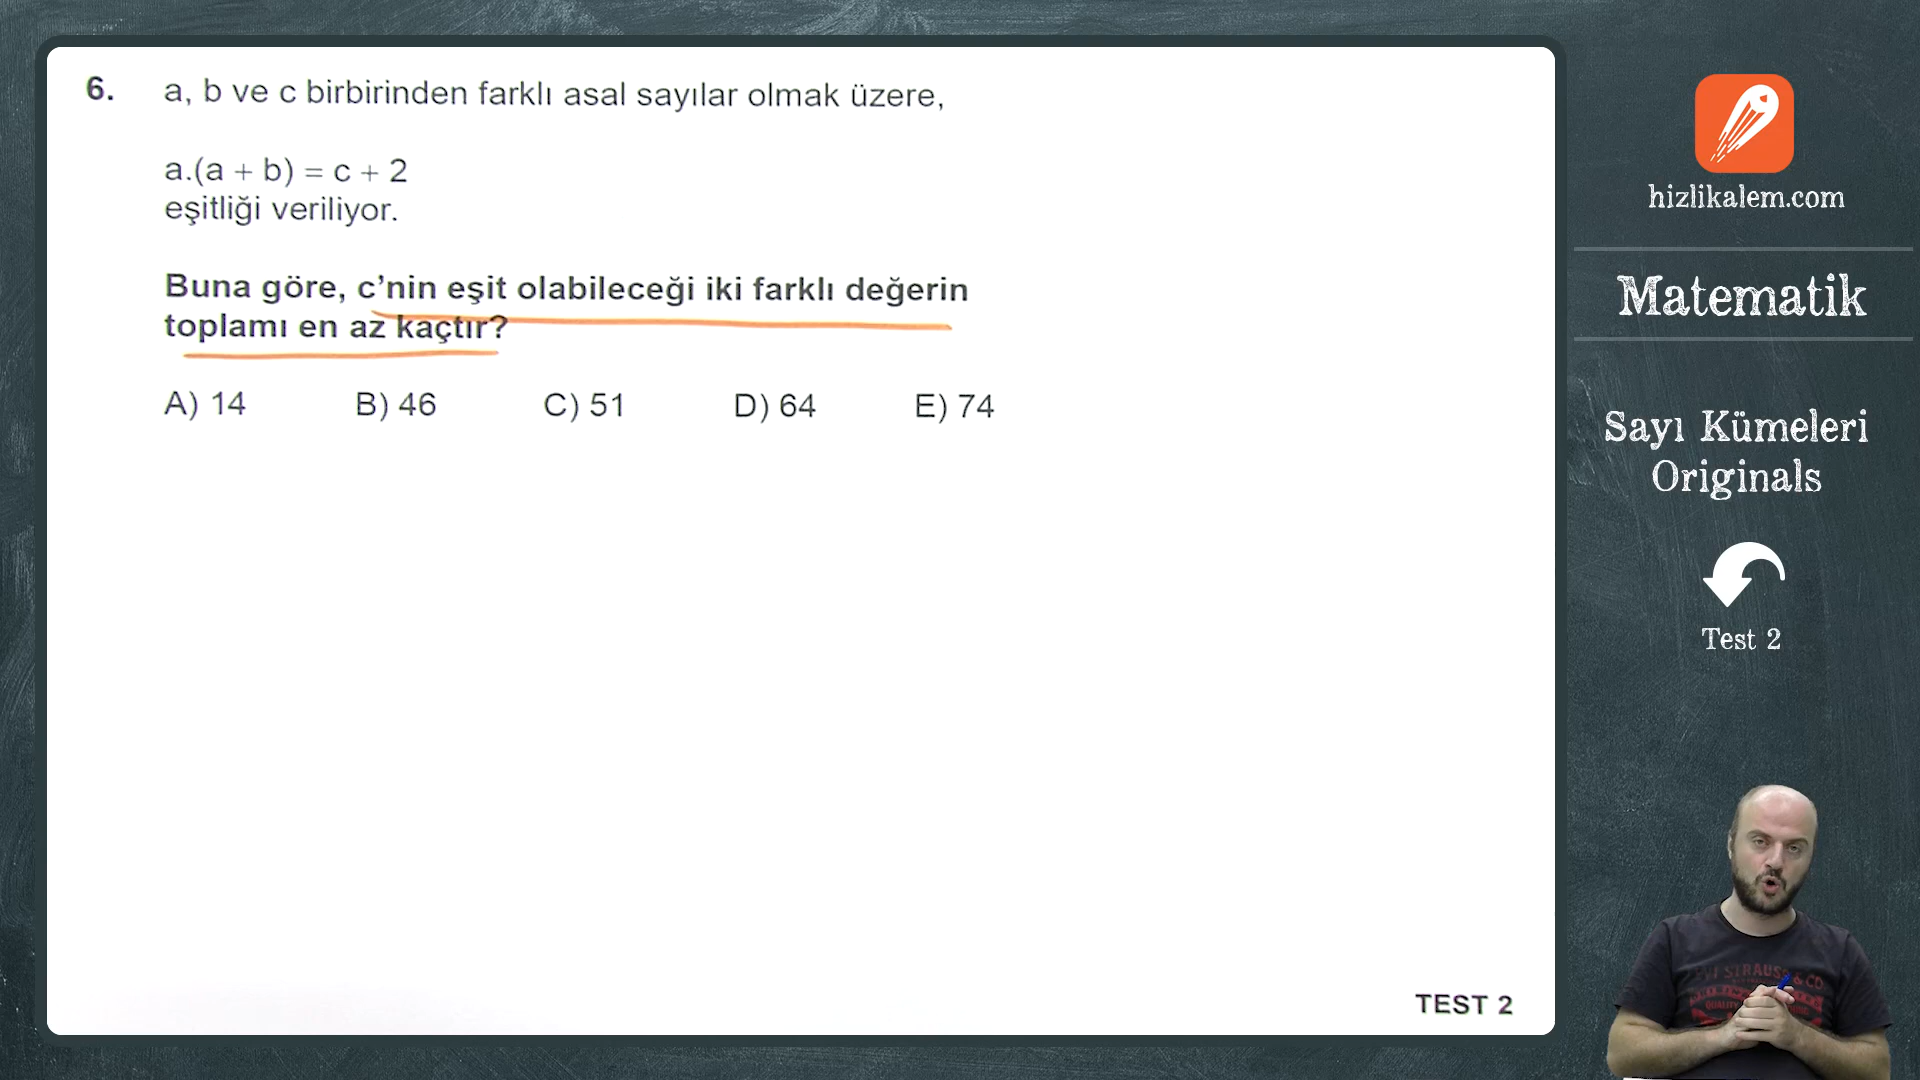 6. a, b ve c birbirinden farklı asal sayılar olmak üzere,
a.(a + b) = c + 2
eşitliği veriliyor.
Buna göre, c'nin eşit olabileceği iki farklı değerin
toplamı en az kaçtır?
A) 14 B) 46 C) 51 D) 64 E) 74
TEST 2
hizlikalem.com
Matematik
Sayı Kümeleri
Originals
Test 2